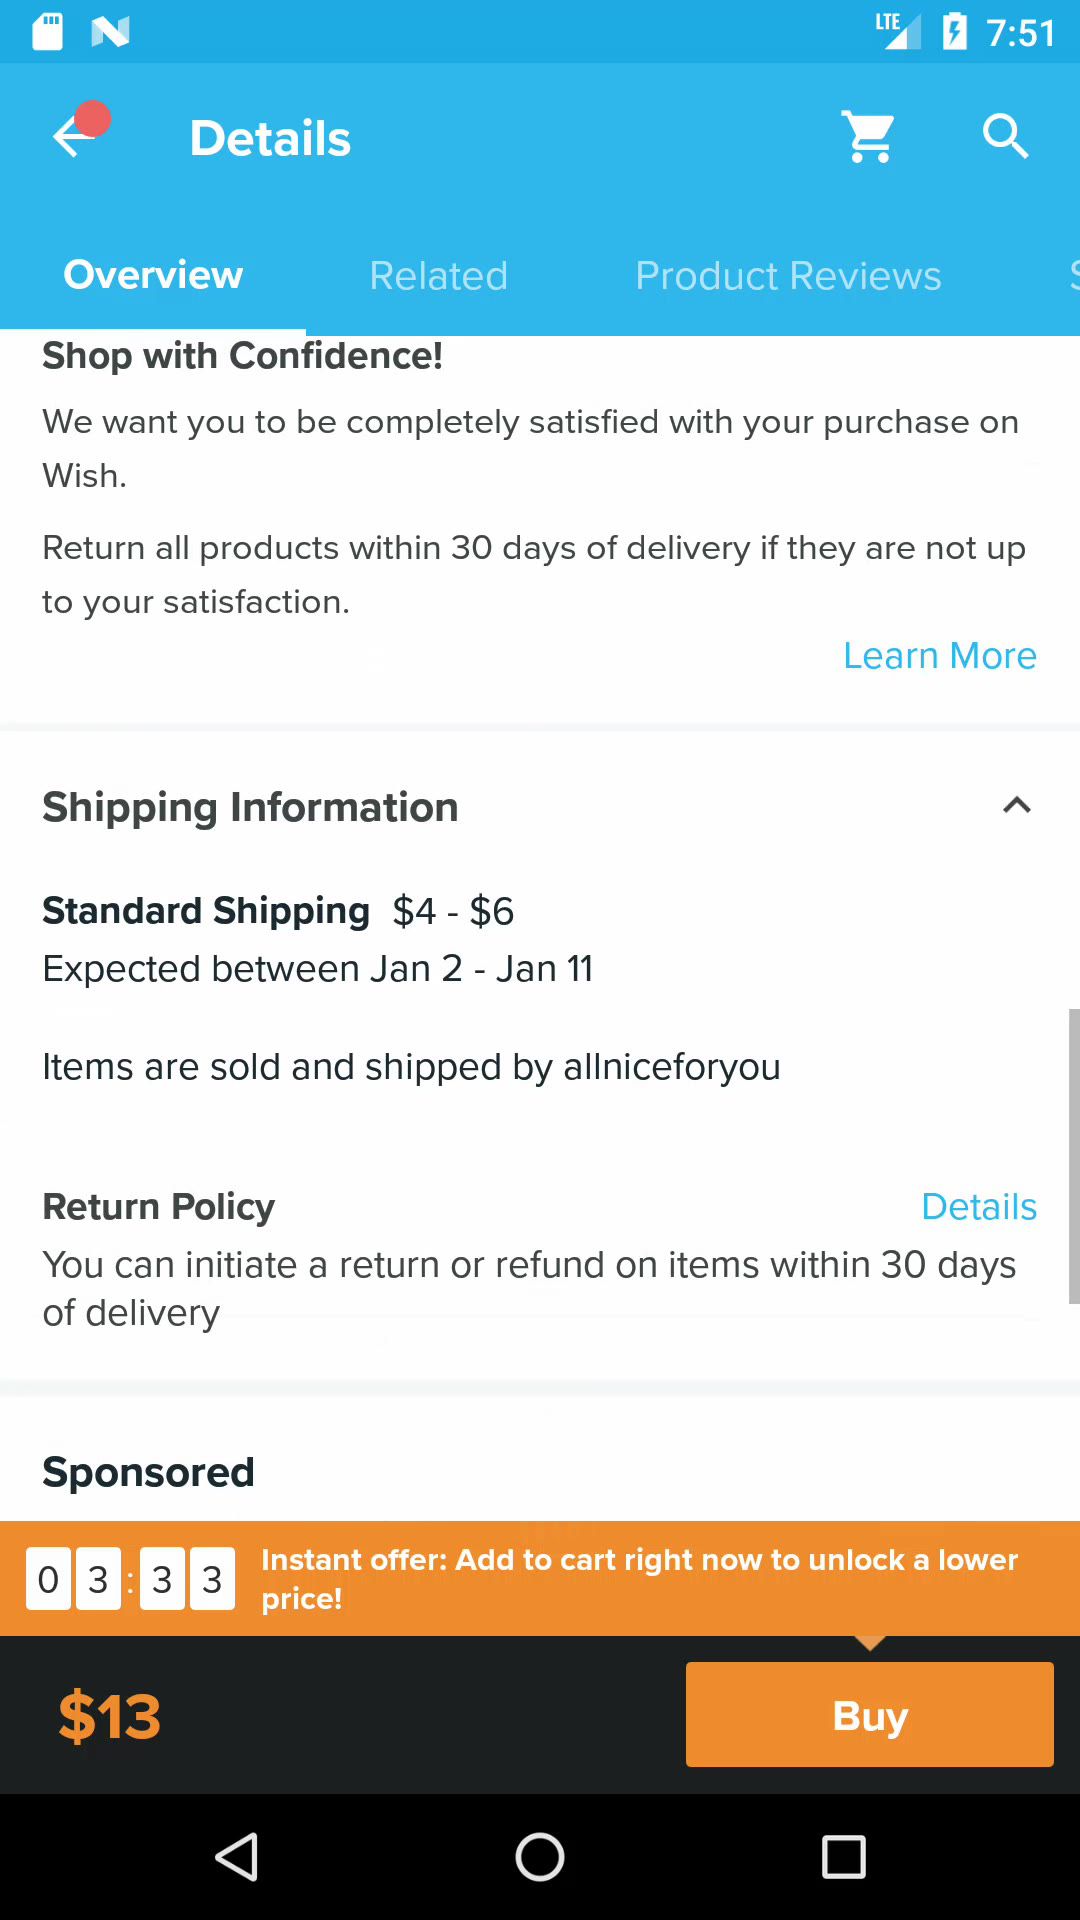 LTE 7:51
Details
Overview Related Product Reviews
Shop with Confidence!
We want you to be completely satisfied with your purchase on
Wish.
Return all products within 30 days of delivery if they are not up
to your satisfaction.
Learn More
Shipping Information
Standard Shipping $4 - $6
Expected between Jan 2 - Jan 11
Items are sold and shipped by allniceforyou
Return Policy Details
You can initiate a return or refund on items within 30 days
of delivery
Sponsored
03:33 Instant offer: Add to cart right now to unlock a lower
price!
$13 Buy